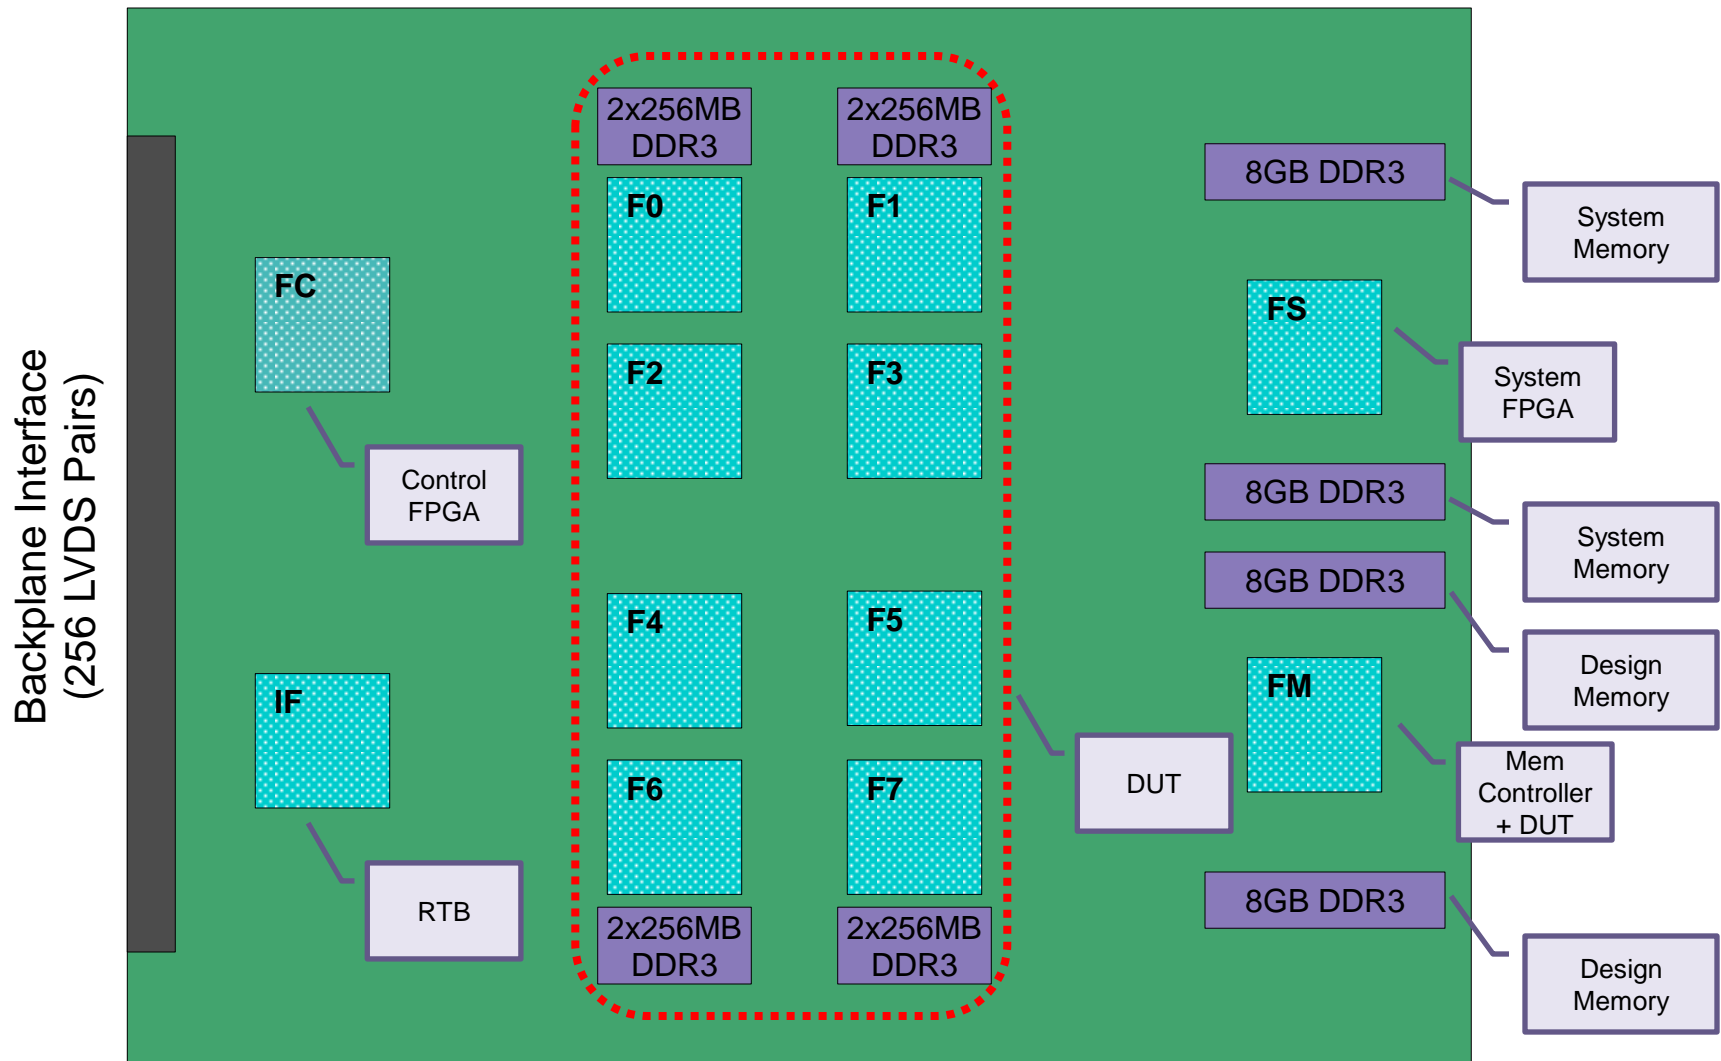 Backplane Interface
(256 LVDS Pairs)
FC
Control
FPGA
IF
RTB
2x256MB
DDR3
2x256MB
DDR3
F0
F1
F2
F3
F4
F5
F6
F7
2x256MB
DDR3
2x256MB
DDR3
DUT
8GB DDR3
System
Memory
FS
System
FPGA
8GB DDR3
System
Memory
8GB DDR3
Design
Memory
FM
Mem
Controller
+ DUT
8GB DDR3
Design
Memory